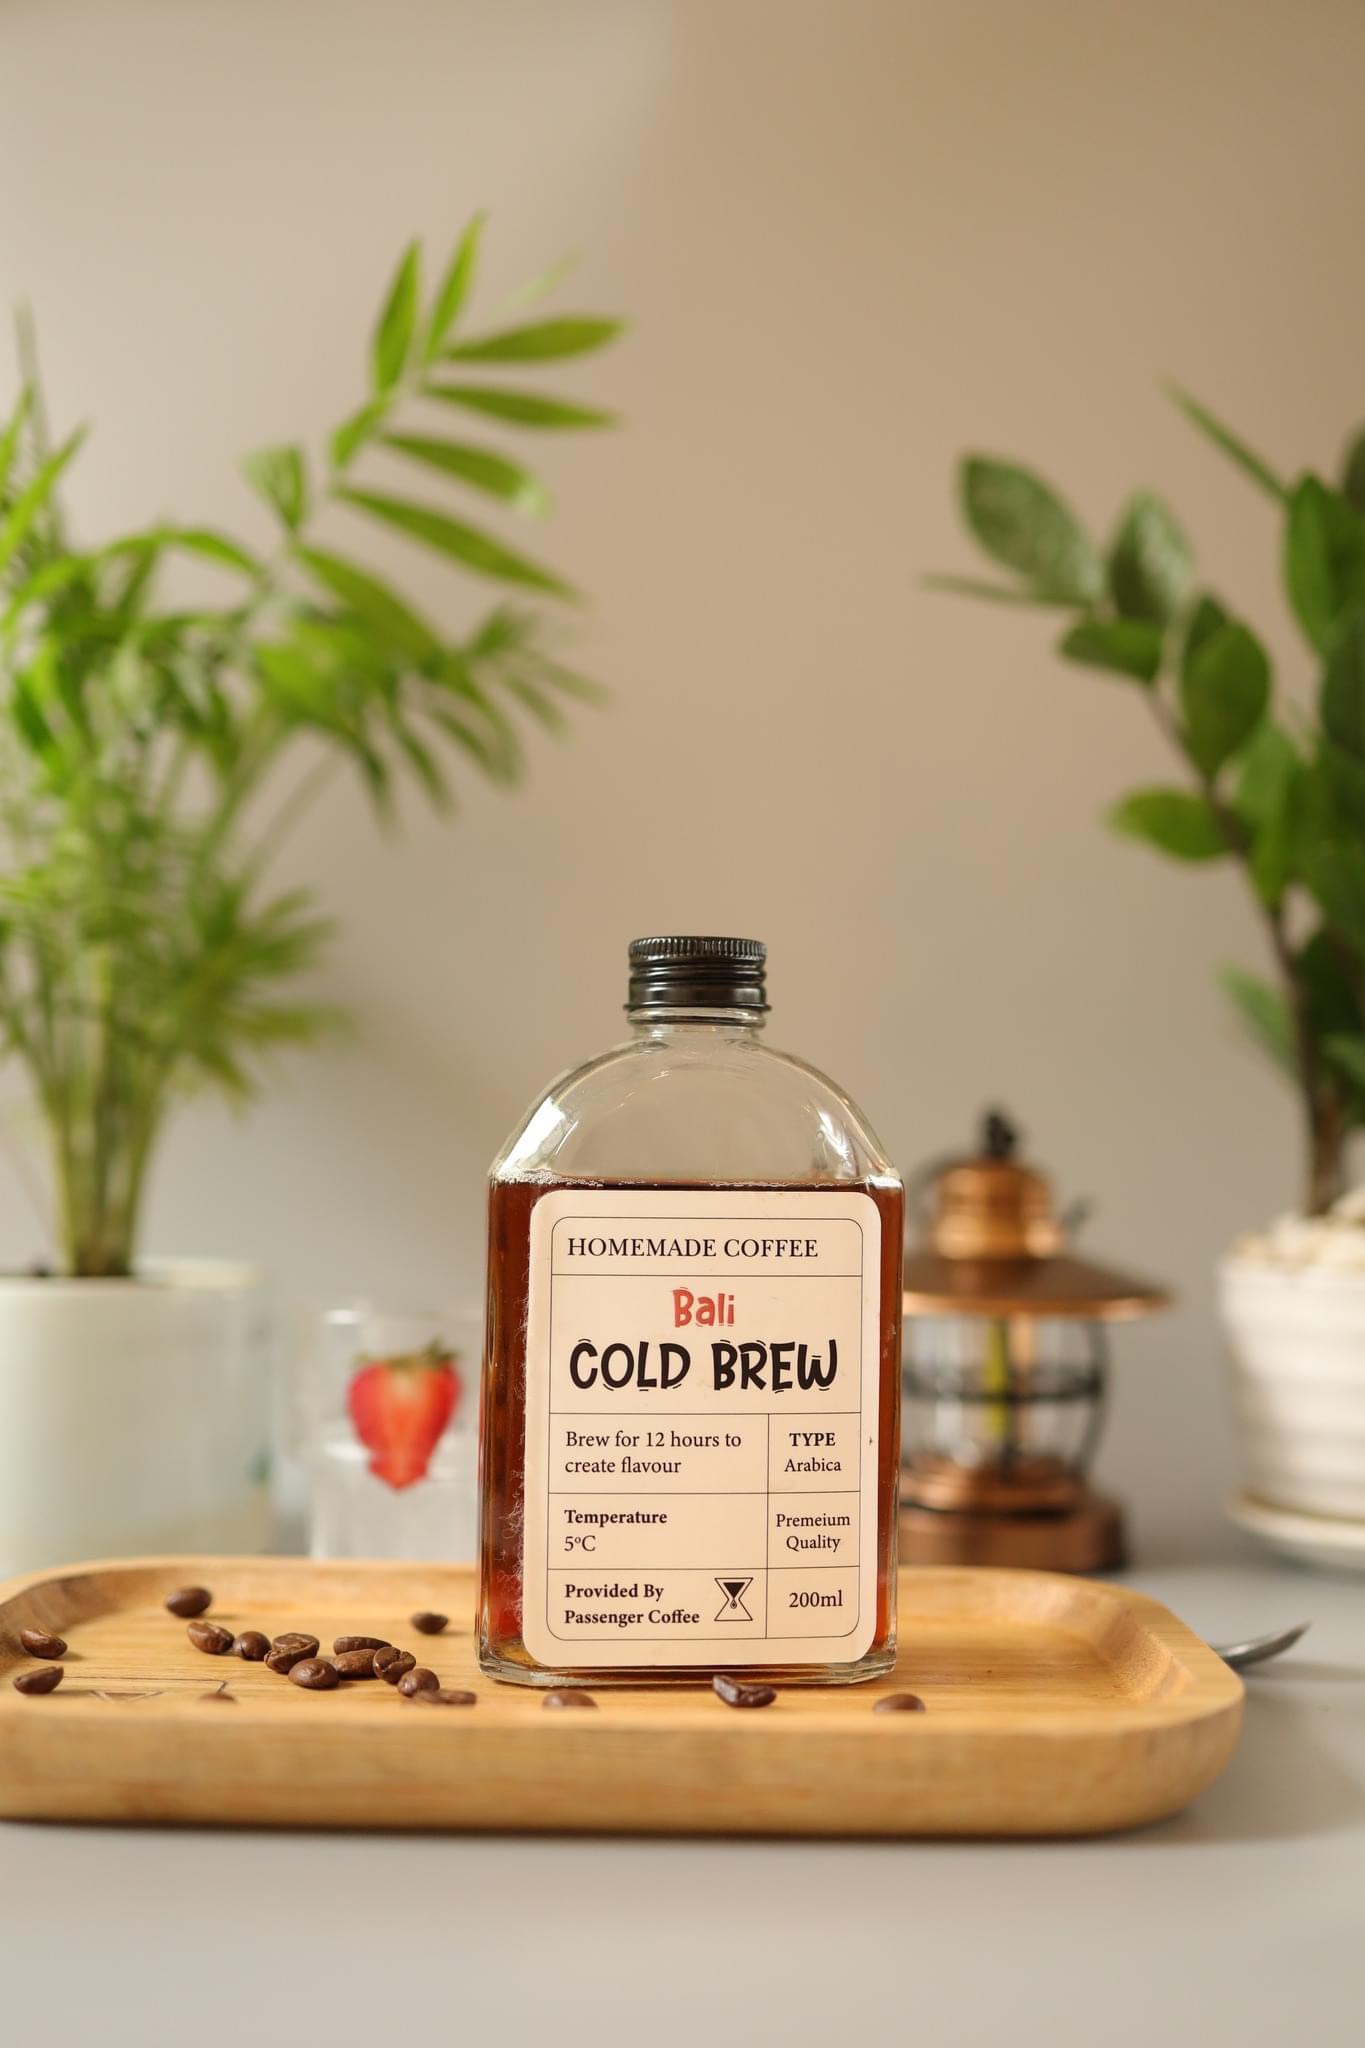 HOMEMADE COFFEE
Bali
COLD BREW
Brew for 12 hours to
create flavour
TYPE
Arabica
Temperature
5ºC
Premeium
Quality
Provided By
Passenger Coffee
200ml